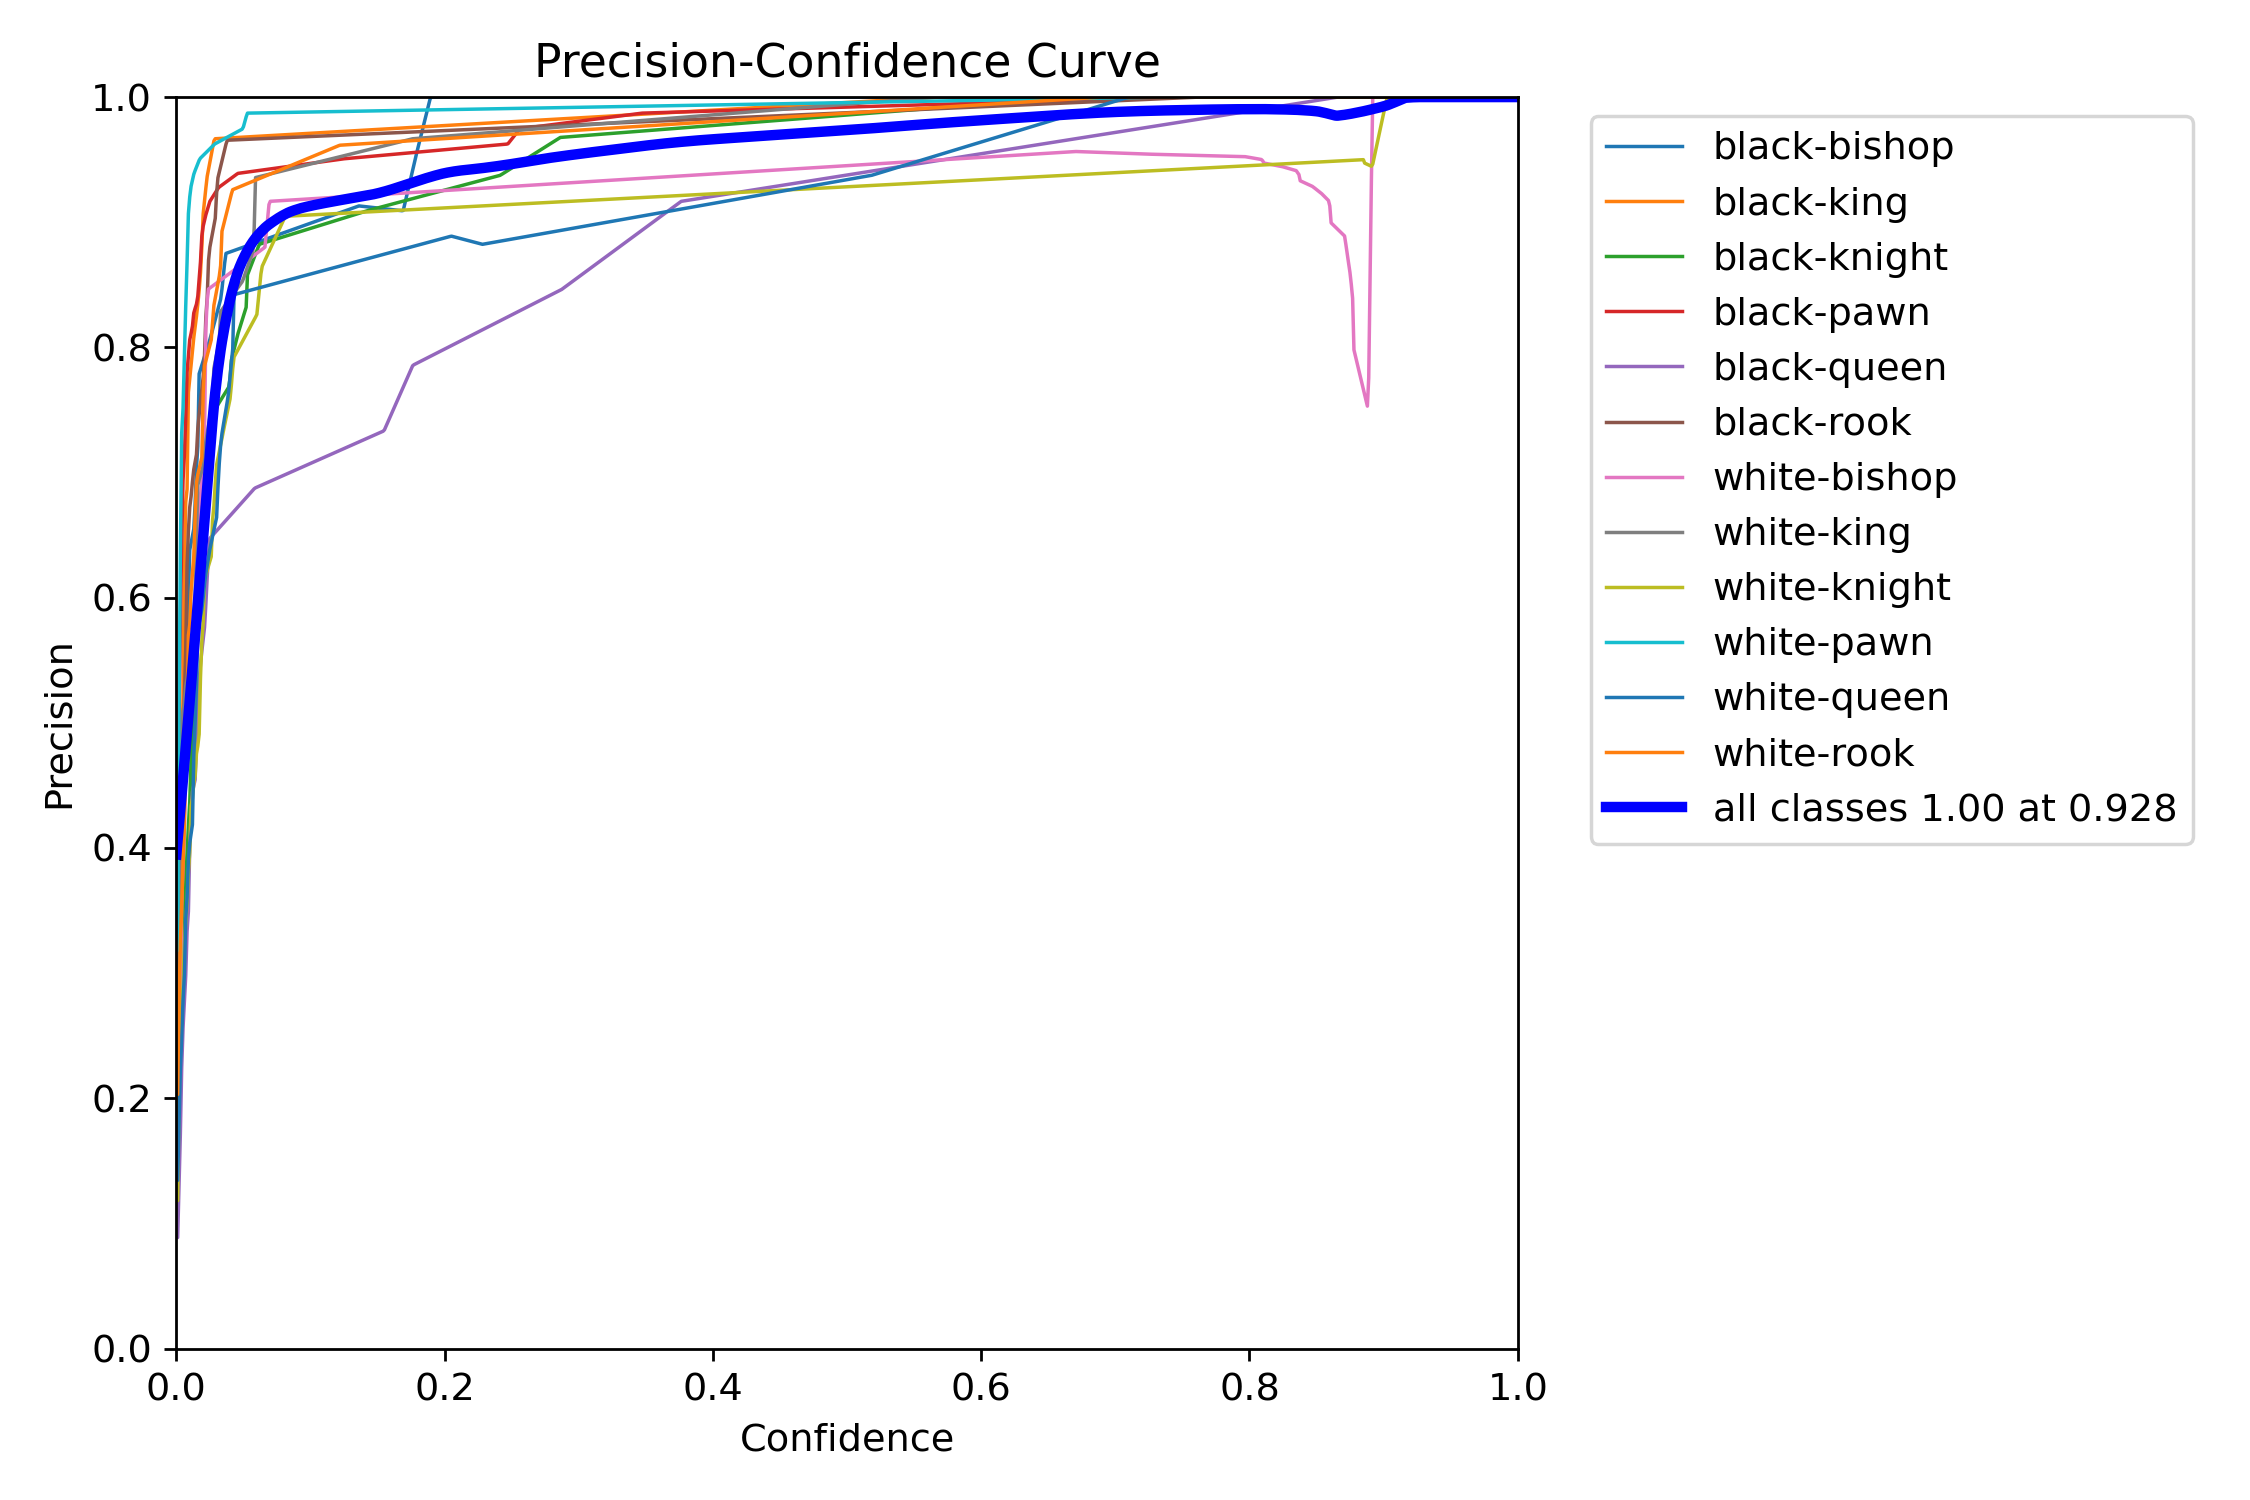 Precision-Confidence Curve
1.0
0.8
0.6
0.4
0.2
0.0
Precision
0.0 0.2 0.4 0.6 0.8 1.0
Confidence
black-bishop
black-king
black-knight
black-pawn
black-queen
black-rook
white-bishop
white-king
white-knight
white-pawn
white-queen
white-rook
all classes 1.00 at 0.928